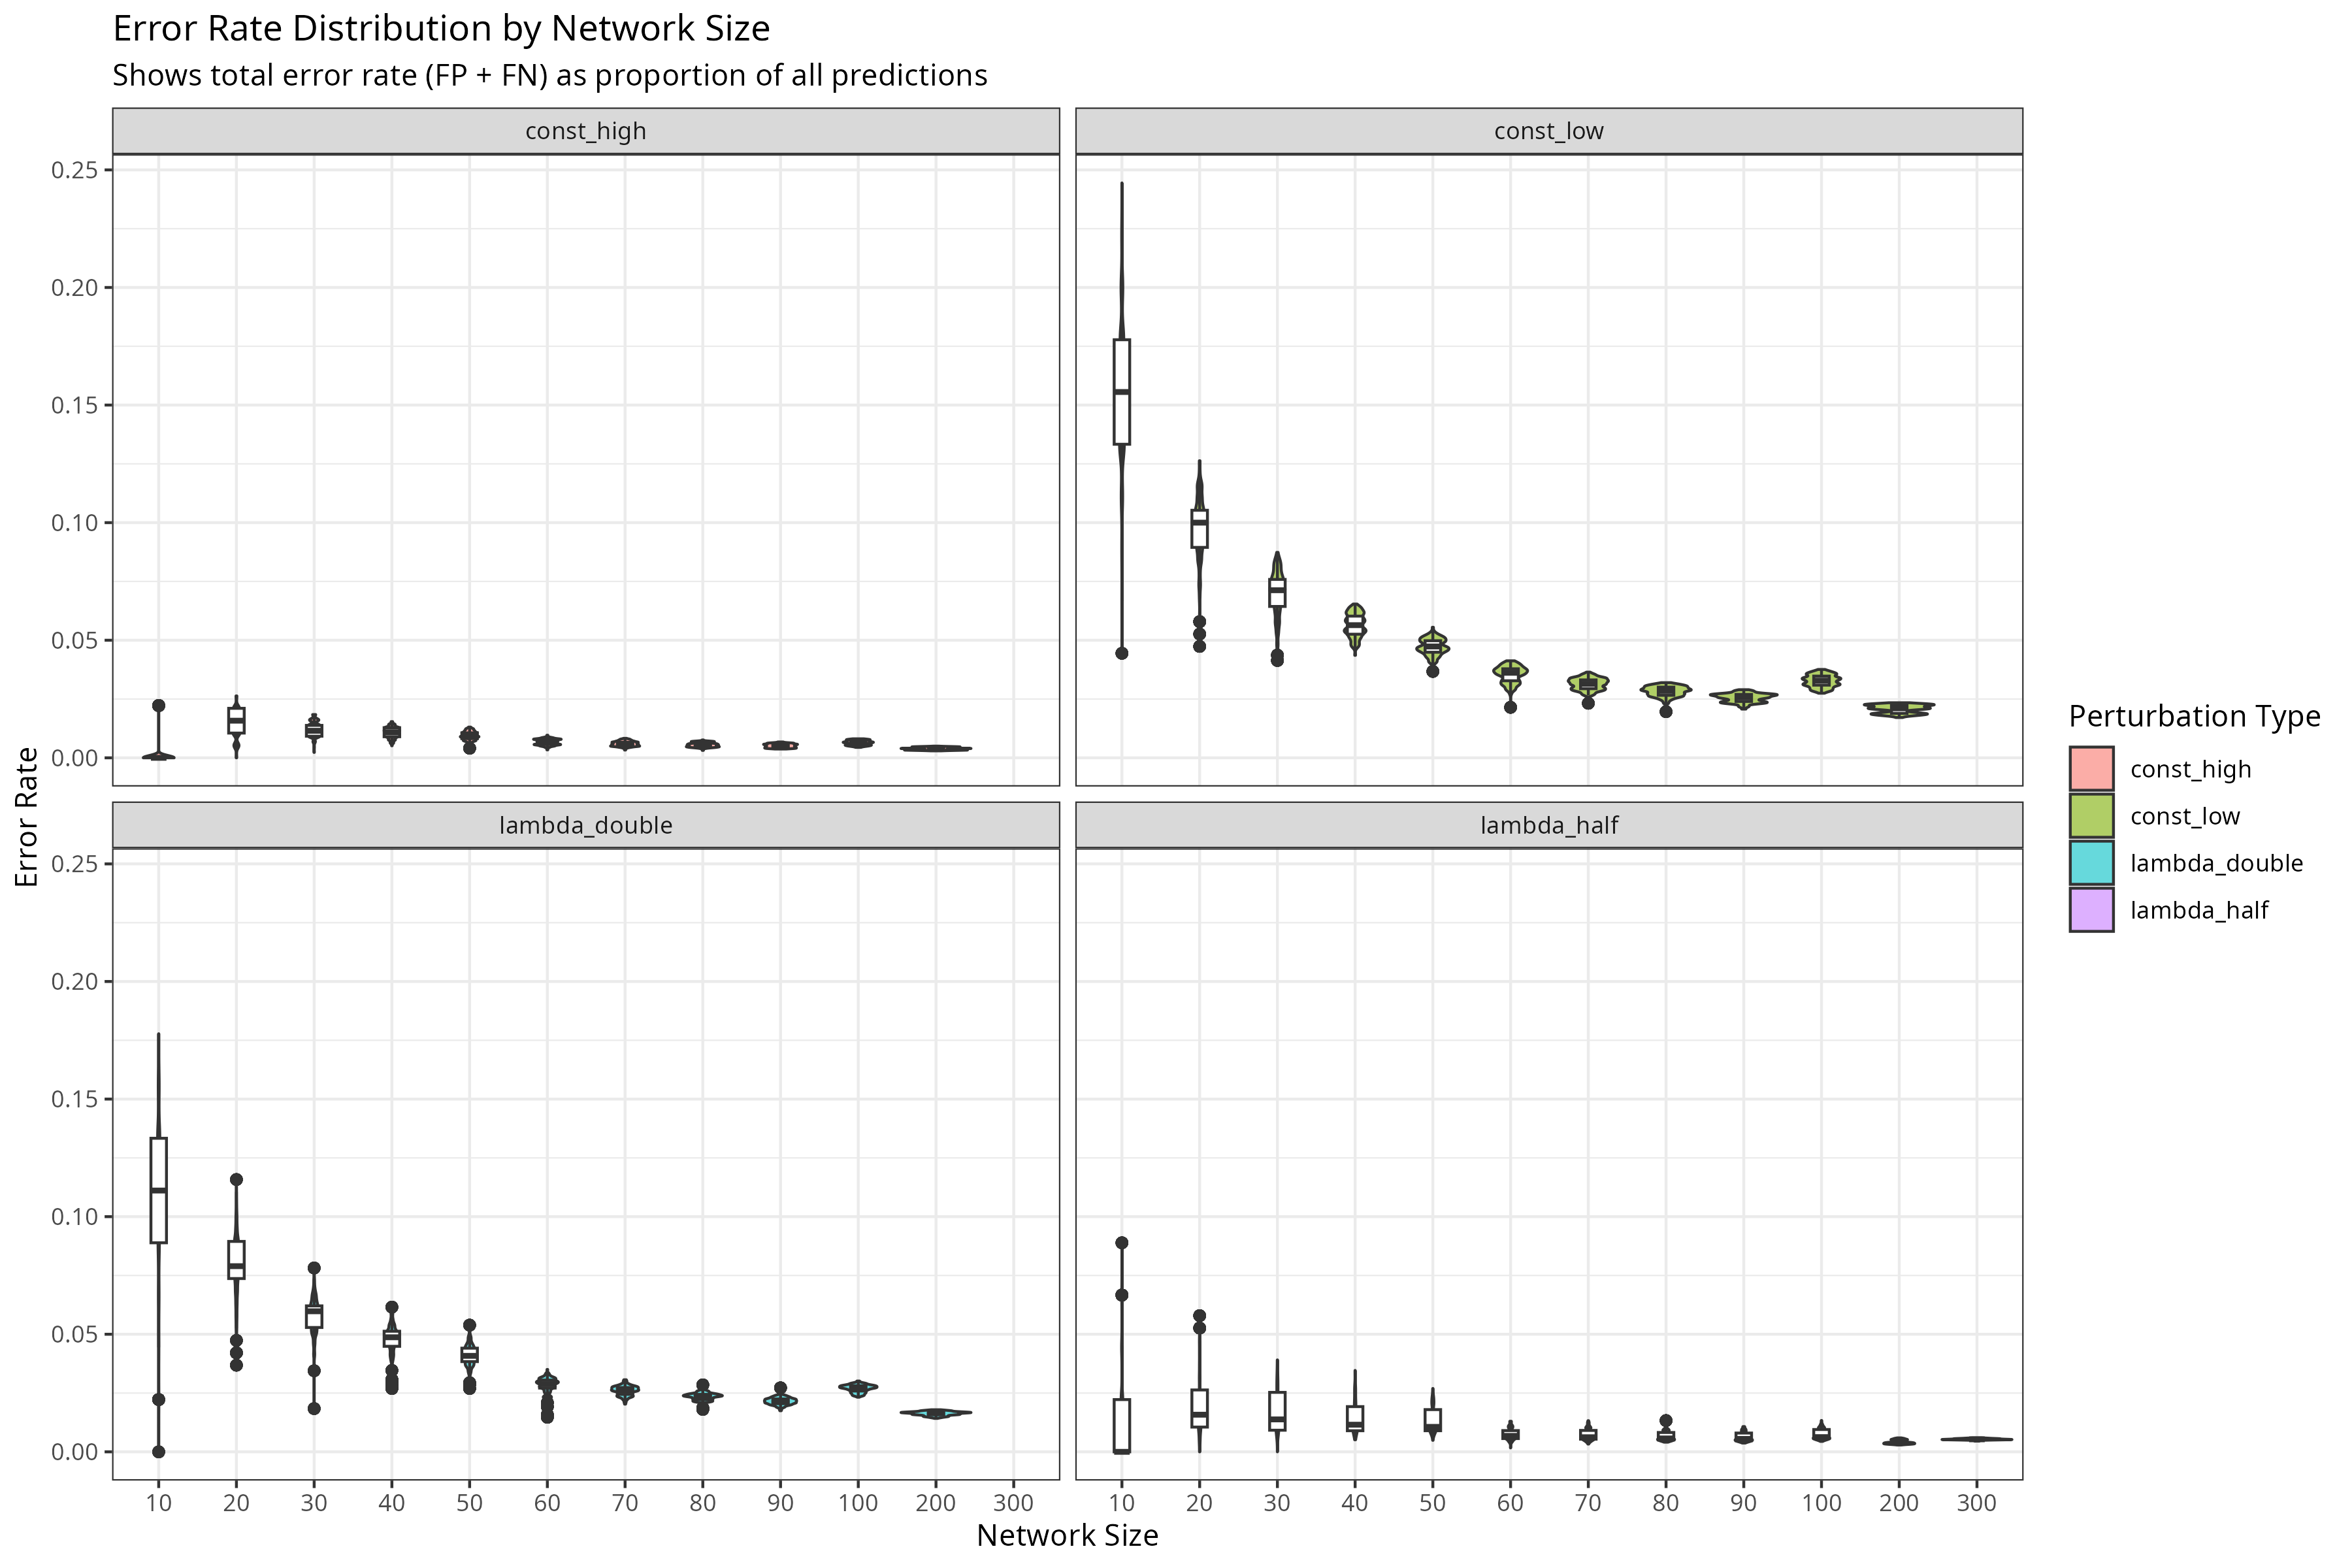 Error Rate Distribution by Network Size
Shows total error rate (FP + FN) as proportion of all predictions
const_high
const_low
0.25
0.20
0.15
0.10
0.05
0.00
lambda_double
lambda_half
0.25
0.20
0.15
0.10
0.05
0.00
Error Rate
10 20 30 40 50 60 70 80 90 100 200 300
10 20 30 40 50 60 70 80 90 100 200 300
Network Size
Perturbation Type
const_high
const_low
lambda_double
lambda_half